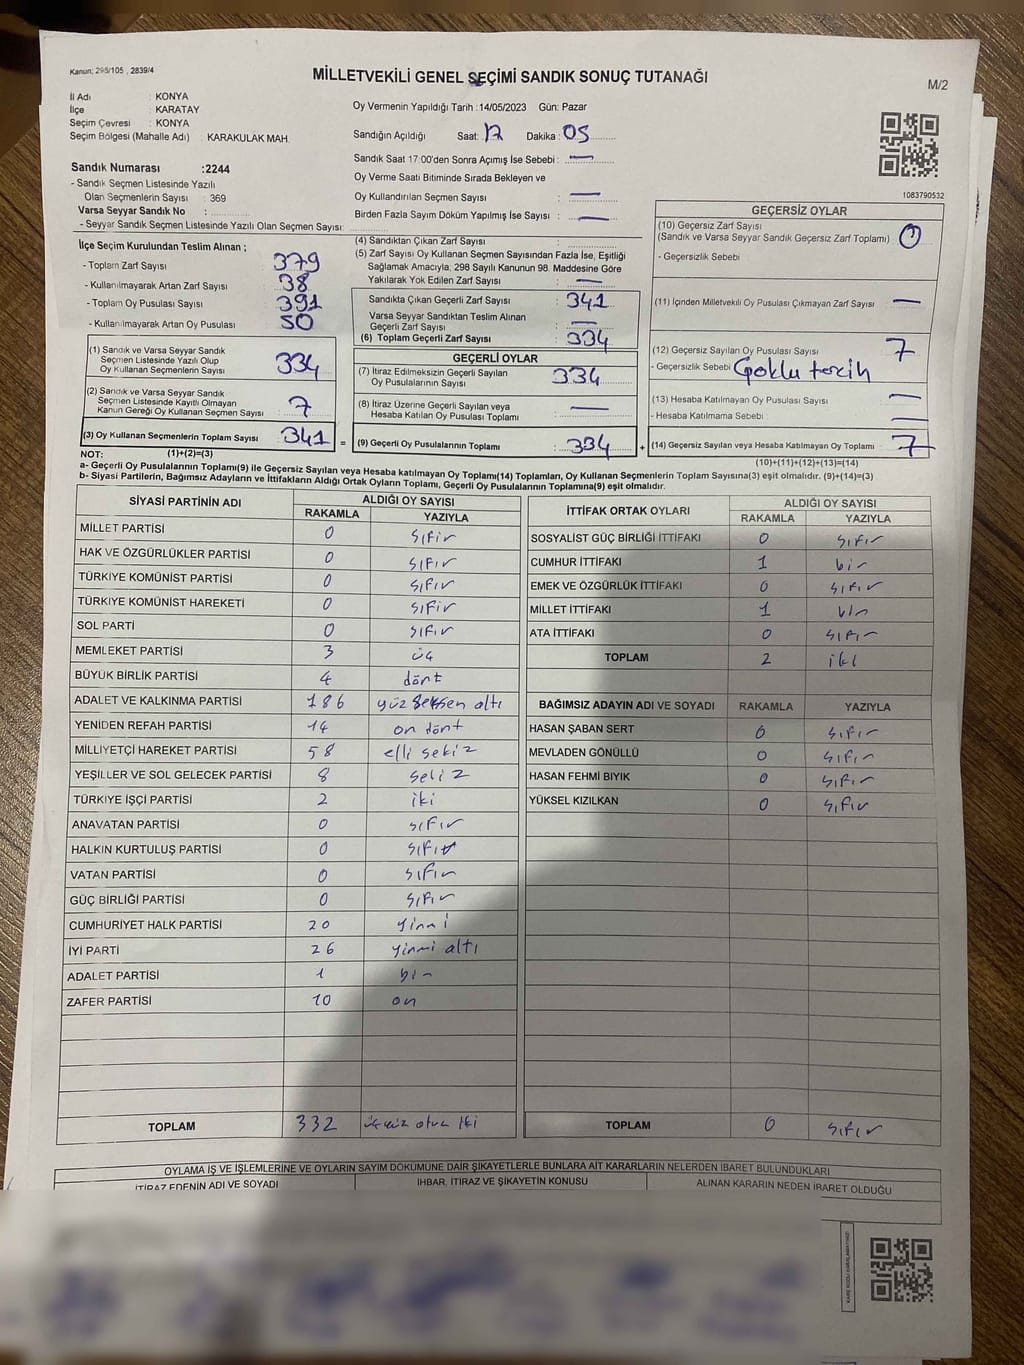 Kanun: 298/105 , 2839/4
MİLLETVEKİLİ GENEL SEÇİMİ SANDIK SONUÇ TUTANAĞI
M/2
İl Adı : KONYA
İlçe : KARATAY
Seçim Çevresi : KONYA
Seçim Bölgesi (Mahalle Adı) : KARAKULAK MAH.
Sandık Numarası :2244
- Sandık Seçmen Listesinde Yazılı
Olan Seçmenlerin Sayısı : 369
Varsa Seyyar Sandık No :
- Seyyar Sandık Seçmen Listesinde Yazılı Olan Seçmen Sayısı:
Oy Vermenin Yapıldığı Tarih :14/05/2023 Gün: Pazar
Sandığın Açıldığı Saat: 17 Dakika : 05
Sandık Saat 17:00'den Sonra Açımış İse Sebebi : —
Oy Verme Saati Bitiminde Sırada Bekleyen ve
Oy Kullandırılan Seçmen Sayısı : —
Birden Fazla Sayım Döküm Yapılmış İse Sayısı : —
1083790532
İlçe Seçim Kurulundan Teslim Alınan ;
- Toplam Zarf Sayısı : 379
- Kullanılmayarak Artan Zarf Sayısı : 38
- Toplam Oy Pusulası Sayısı : 391
- Kullanılmayarak Artan Oy Pusulası : 50
(1) Sandık ve Varsa Seyyar Sandık
Seçmen Listesinde Yazılı Olup
Oy Kullanan Seçmenlerin Sayısı : 334
(2) Sandık ve Varsa Seyyar Sandık
Seçmen Listesinde Kayıtlı Olmayan
Kanun Gereği Oy Kullanan Seçmen Sayısı : 7
(3) Oy Kullanan Seçmenlerin Toplam Sayısı : 341 =
(4) Sandıktan Çıkan Zarf Sayısı :
(5) Zarf Sayısı Oy Kullanan Seçmen Sayısından Fazla İse, Eşitliği
Sağlamak Amacıyla, 298 Sayılı Kanunun 98. Maddesine Göre
Yakılarak Yok Edilen Zarf Sayısı : —
Sandıkta Çıkan Geçerli Zarf Sayısı : 341
Varsa Seyyar Sandıktan Teslim Alınan
Geçerli Zarf Sayısı : —
(6) Toplam Geçerli Zarf Sayısı : 334
GEÇERLİ OYLAR
(7) İtiraz Edilmeksizin Geçerli Sayılan
Oy Pusulalarının Sayısı : 334
(8) İtiraz Üzerine Geçerli Sayılan veya
Hesaba Katılan Oy Pusulası Toplamı : —
(9) Geçerli Oy Pusulalarının Toplamı : 334 +
GEÇERSİZ OYLAR
(10) Geçersiz Zarf Sayısı
(Sandık ve Varsa Seyyar Sandık Geçersiz Zarf Toplamı) :
- Geçersizlik Sebebi
(11) İçinden Milletvekili Oy Pusulası Çıkmayan Zarf Sayısı : —
(12) Geçersiz Sayılan Oy Pusulası Sayısı : 7
- Geçersizlik Sebebi Çoklu tercih
(13) Hesaba Katılmayan Oy Pusulası Sayısı : —
- Hesaba Katılmama Sebebi : —
(14) Geçersiz Sayılan veya Hesaba Katılmayan Oy Toplamı : 7
NOT: (1)+(2)=(3)
(10)+(11)+(12)+(13)=(14)
a- Geçerli Oy Pusulalarının Toplamı(9) ile Geçersiz Sayılan veya Hesaba katılmayan Oy Toplamı(14) Toplamları, Oy Kullanan Seçmenlerin Toplam Sayısına(3) eşit olmalıdır. (9)+(14)=(3)
b- Siyasi Partilerin, Bağımsız Adayların ve İttifakların Aldığı Ortak Oyların Toplamı, Geçerli Oy Pusulalarının Toplamına(9) eşit olmalıdır.
SİYASİ PARTİNİN ADI ALDIĞI OY SAYISI
RAKAMLA YAZIYLA
MİLLET PARTİSİ 0 sıfır
HAK VE ÖZGÜRLÜKLER PARTİSİ 0 sıfır
TÜRKİYE KOMÜNİST PARTİSİ 0 sıfır
TÜRKİYE KOMÜNİST HAREKETİ 0 sıfır
SOL PARTİ 0 sıfır
MEMLEKET PARTİSİ 3 üç
BÜYÜK BİRLİK PARTİSİ 4 dört
ADALET VE KALKINMA PARTİSİ 186 yüz seksen altı
YENİDEN REFAH PARTİSİ 14 on dört
MİLLİYETÇİ HAREKET PARTİSİ 58 elli sekiz
YEŞİLLER VE SOL GELECEK PARTİSİ 8 sekiz
TÜRKİYE İŞÇİ PARTİSİ 2 iki
ANAVATAN PARTİSİ 0 sıfır
HALKIN KURTULUŞ PARTİSİ 0 sıfır
VATAN PARTİSİ 0 sıfır
GÜÇ BİRLİĞİ PARTİSİ 0 sıfır
CUMHURİYET HALK PARTİSİ 20 yirmi
İYİ PARTİ 26 yirmi altı
ADALET PARTİSİ 1 bir
ZAFER PARTİSİ 10 on
TOPLAM 332 üçyüz otuz iki
İTTİFAK ORTAK OYLARI ALDIĞI OY SAYISI
RAKAMLA YAZIYLA
SOSYALIST GÜÇ BİRLİĞİ İTTİFAKI 0 sıfır
CUMHUR İTTİFAKI 1 bir
EMEK VE ÖZGÜRLÜK İTTİFAKI 0 sıfır
MİLLET İTTİFAKI 1 bir
ATA İTTİFAKI 0 sıfır
TOPLAM 2 iki
BAĞIMSIZ ADAYIN ADI VE SOYADI RAKAMLA YAZIYLA
HASAN ŞABAN SERT 0 sıfır
MEVLADEN GÖNÜLLÜ 0 sıfır
HASAN FEHMİ BIYIK 0 sıfır
YÜKSEL KIZILKAN 0 sıfır
TOPLAM 0 sıfır
OYLAMA İŞ VE İŞLEMLERİNE VE OYLARIN SAYIM DÖKÜMÜNE DAİR ŞİKAYETLERLE BUNLARA AİT KARARLARIN NELERDEN İBARET BULUNDUKLARI
İTİRAZ EDENİN ADI VE SOYADI İHBAR, İTİRAZ VE ŞİKAYETİN KONUSU ALINAN KARARIN NEDEN İBARET OLDUĞU